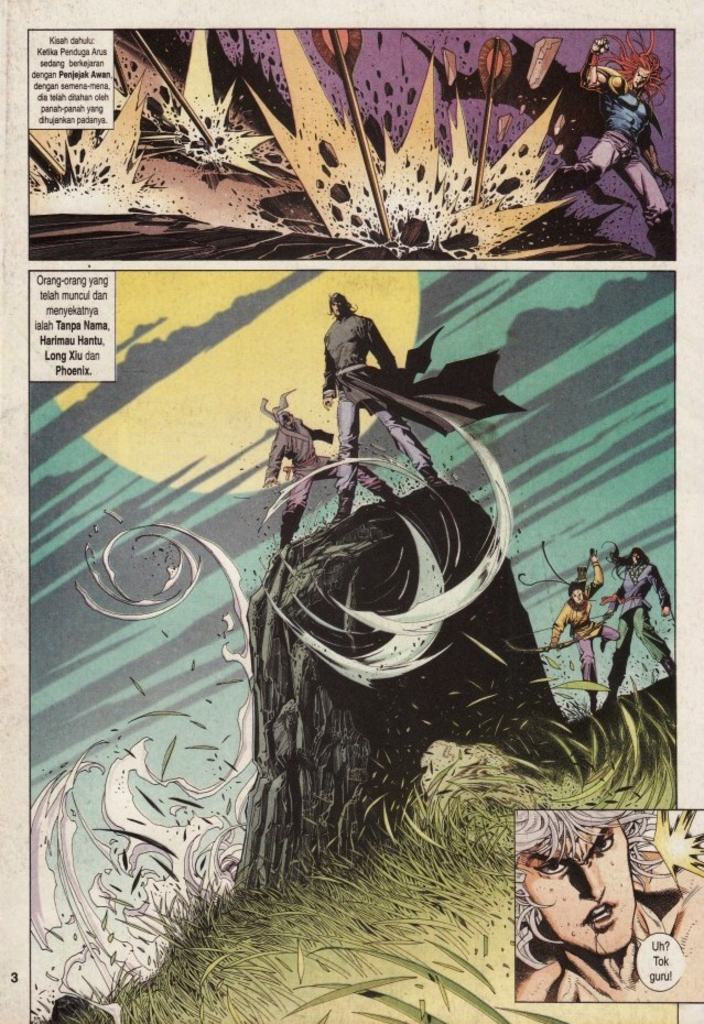 Kisah dahulu:
Ketika Penduga Arus
sedang berkejaran
dengan Penjejak Awan,
dengan semena-mena,
dia telah ditahan oleh
panah-panah yang
dihujankan padanya.
Orang-orang yang
telah muncul dan
menyekatnya
ialah Tanpa Nama,
Harimau Hantu,
Long Xiu dan
Phoenix.
Uh?
Tok
guru!
3